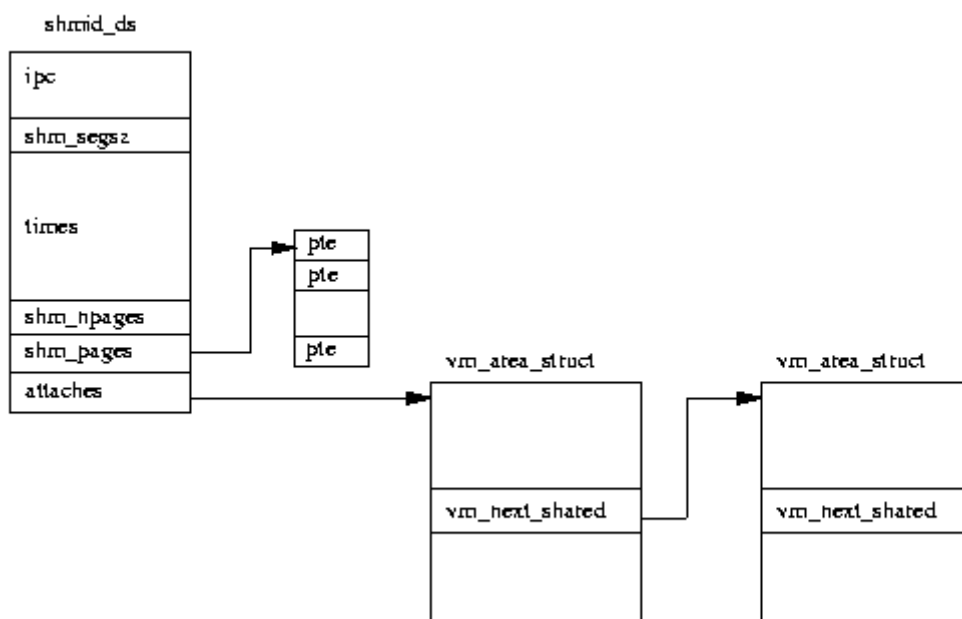 shmid_ds
ipc
shm_segsz
times
shm_npages
shm_pages
attaches
pte
pte
pte
vm_area_struct
vm_next_shared
vm_area_struct
vm_next_shared